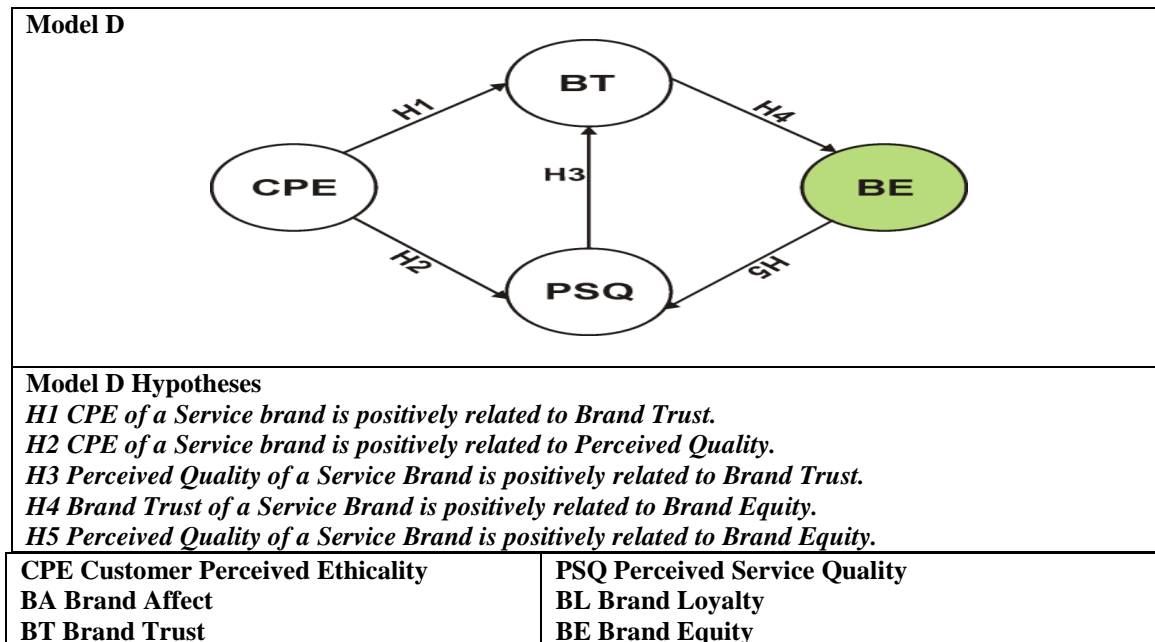 Model D
BT
H1
H4
CPE
H3
BE
H2
H5
PSQ
Model D Hypotheses
H1 CPE of a Service brand is positively related to Brand Trust.
H2 CPE of a Service brand is positively related to Perceived Quality.
H3 Perceived Quality of a Service Brand is positively related to Brand Trust.
H4 Brand Trust of a Service Brand is positively related to Brand Equity.
H5 Perceived Quality of a Service Brand is positively related to Brand Equity.
CPE Customer Perceived Ethicality
BA Brand Affect
BT Brand Trust
PSQ Perceived Service Quality
BL Brand Loyalty
BE Brand Equity